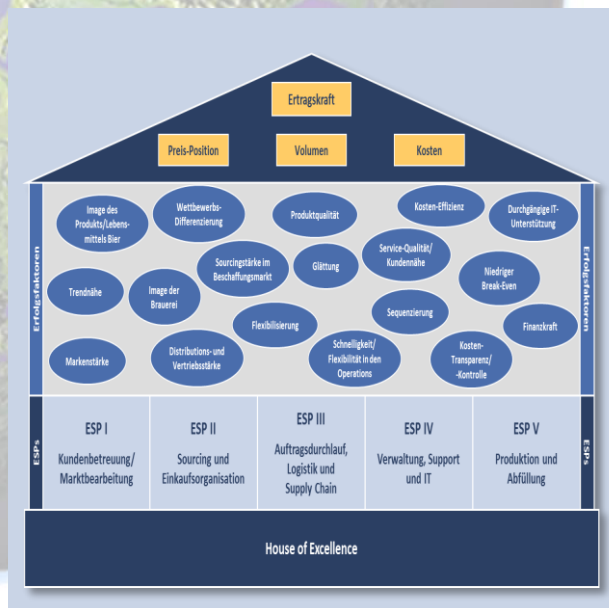 Ertragskraft
Preis-Position
Volumen
Kosten
Erfolgsfaktoren
Image des
Produkts/Lebens-
mittels Bier
Wettbewerbs-
Differenzierung
Produktqualität
Kosten-Effizienz
Durchgängige IT-
Unterstützung
Sourcingstärke im
Beschaffungsmarkt
Glättung
Service-Qualität/
Kundennähe
Niedriger
Break-Even
Trendnähe
Image der
Brauerei
Flexibilisierung
Sequenzierung
Finanzkraft
Markenstärke
Distributions- und
Vertriebsstärke
Schnelligkeit/
Flexibilität in den
Operations
Kosten-
Transparenz/
-Kontrolle
Erfolgsfaktoren
ESPs
ESP I
Kundenbetreuung/
Marktbearbeitung
ESP II
Sourcing und
Einkaufsorganisation
ESP III
Auftragsdurchlauf,
Logistik und
Supply Chain
ESP IV
Verwaltung, Support
und IT
ESP V
Produktion und
Abfüllung
ESPs
House of Excellence